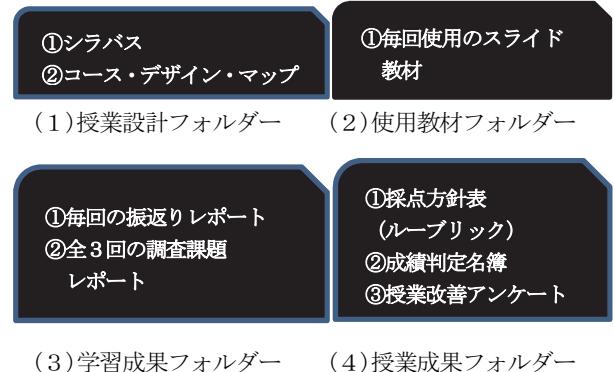 ①シラバス
②コース・デザイン・マップ
①毎回使用のスライド
教材
(1)授業設計フォルダー
(2)使用教材フォルダー
①毎回の振返りレポート
②全3回の調査課題
レポート
①採点方針表
(ルーブリック)
②成績判定名簿
③授業改善アンケート
(3)学習成果フォルダー
(4)授業成果フォルダー